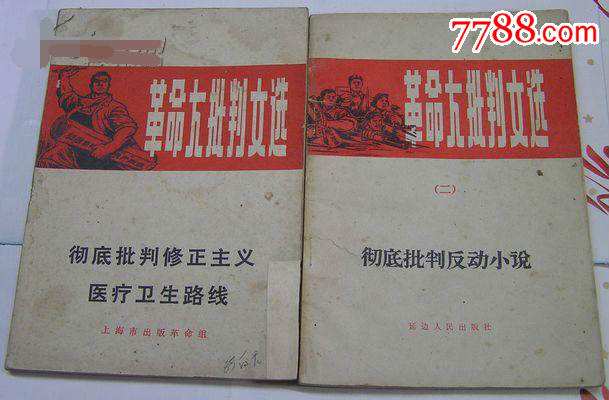 7788.com
革命大批判文选
彻底批判修正主义
医疗卫生路线
上海市出版革命组
革命大批判文选
(二)
彻底批判反动小说
延边人民出版社